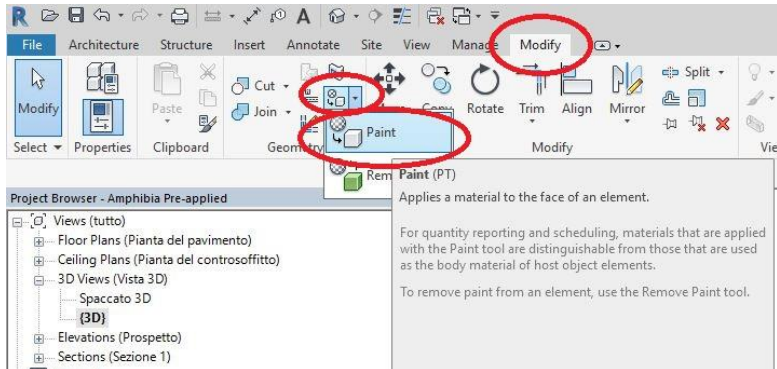 File Architecture Structure Insert Annotate Site View Manage Modify
Cut Split
Modify Paste Join Copy Rotate Trim Align Mirror
Paint
Select Properties Clipboard Geometry Modify Vie
Rem
Paint (PT)
Applies a material to the face of an element.
For quantity reporting and scheduling, materials that are applied
with the Paint tool are distinguishable from those that are used
as the body material of host object elements.
To remove paint from an element, use the Remove Paint tool.
Project Browser - Amphibia Pre-applied
Views (tutto)
Floor Plans (Pianta del pavimento)
Ceiling Plans (Pianta del controsoffitto)
3D Views (Vista 3D)
Spaccato 3D
{3D}
Elevations (Prospetto)
Sections (Sezione 1)